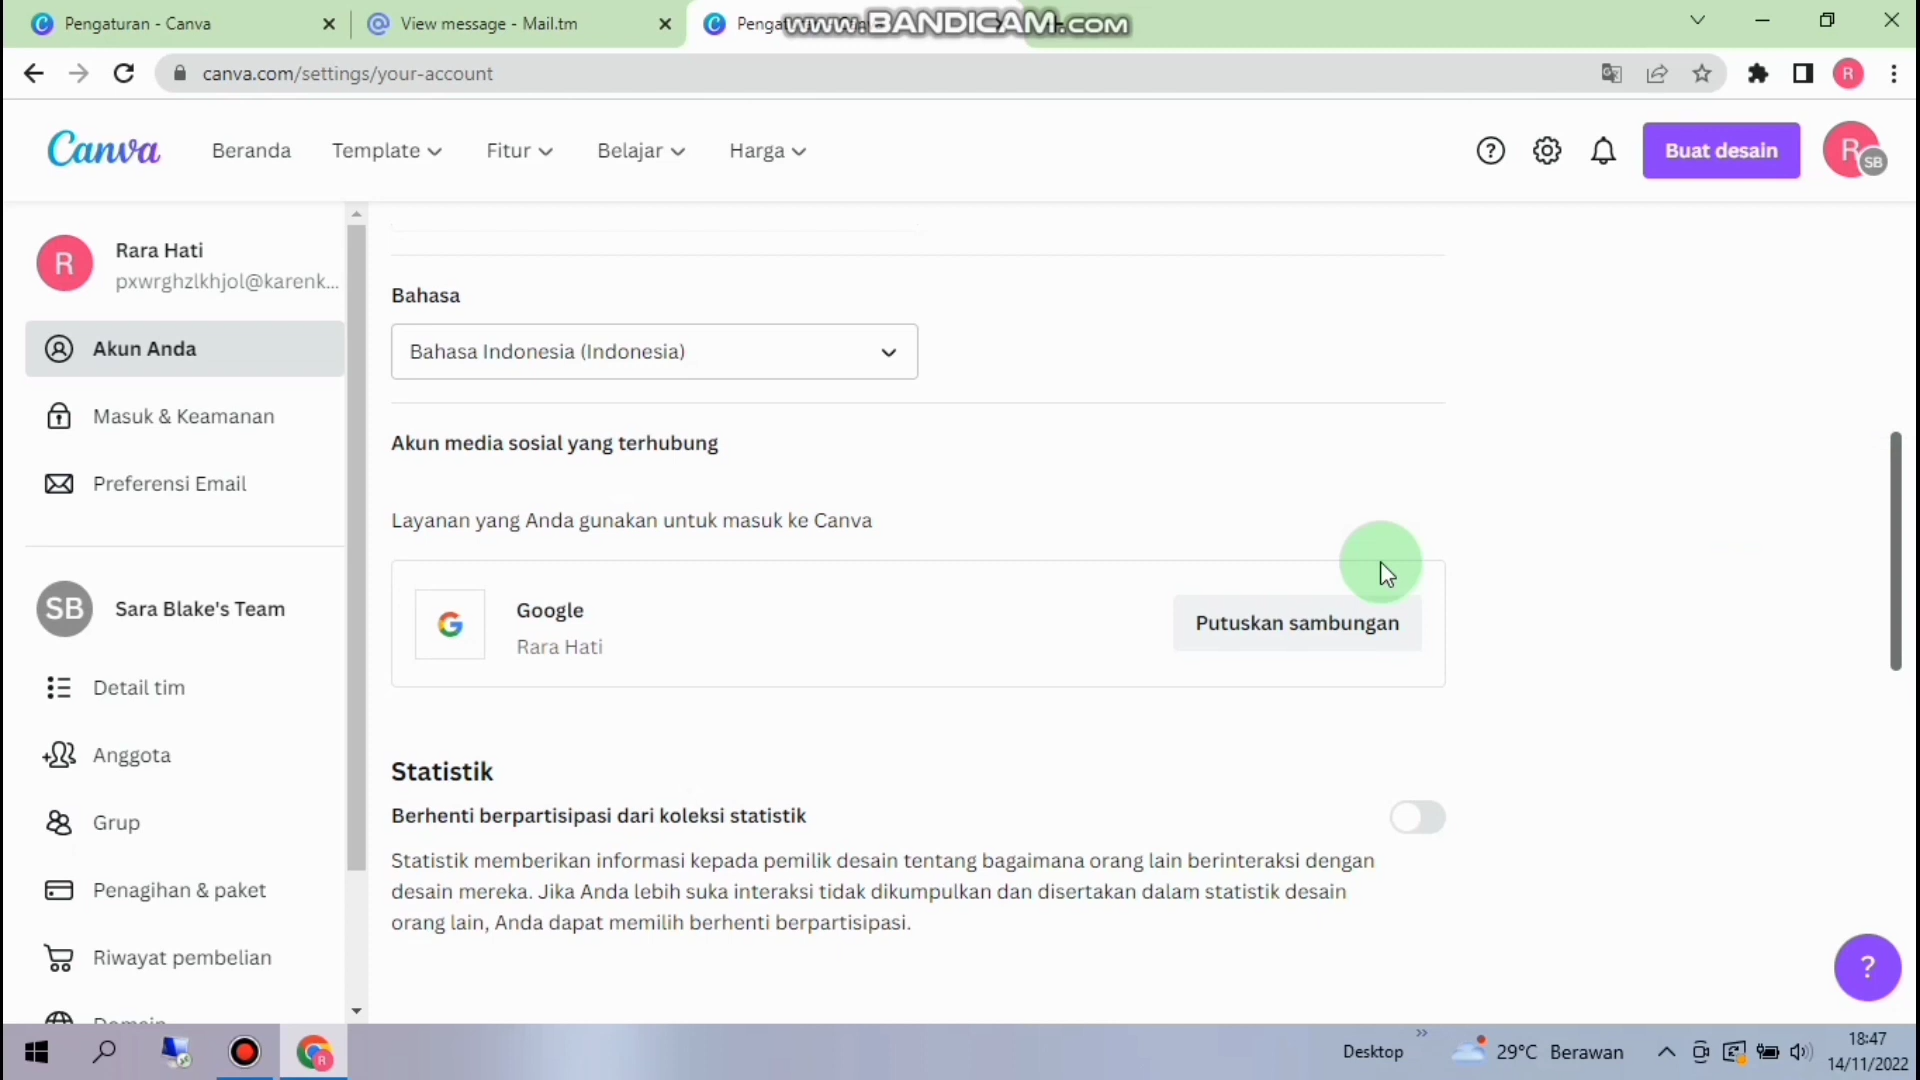 Pengaturan - Canva
View message - Mail.tm
www.BANDICAM.com
canva.com/settings/your-account
R
Canva
Beranda
Template
Fitur
Belajar
Harga
Buat desain
R
SB
R
Rara Hati
pxwrghzlkhjol@karenk...
Akun Anda
Masuk & Keamanan
Preferensi Email
SB
Sara Blake's Team
Detail tim
Anggota
Grup
Penagihan & paket
Riwayat pembelian
Bahasa
Bahasa Indonesia (Indonesia)
Akun media sosial yang terhubung
Layanan yang Anda gunakan untuk masuk ke Canva
Google
Rara Hati
Putuskan sambungan
Statistik
Berhenti berpartisipasi dari koleksi statistik
Statistik memberikan informasi kepada pemilik desain tentang bagaimana orang lain berinteraksi dengan
desain mereka. Jika Anda lebih suka interaksi tidak dikumpulkan dan disertakan dalam statistik desain
orang lain, Anda dapat memilih berhenti berpartisipasi.
?
Desktop
29°C Berawan
18:47
14/11/2022